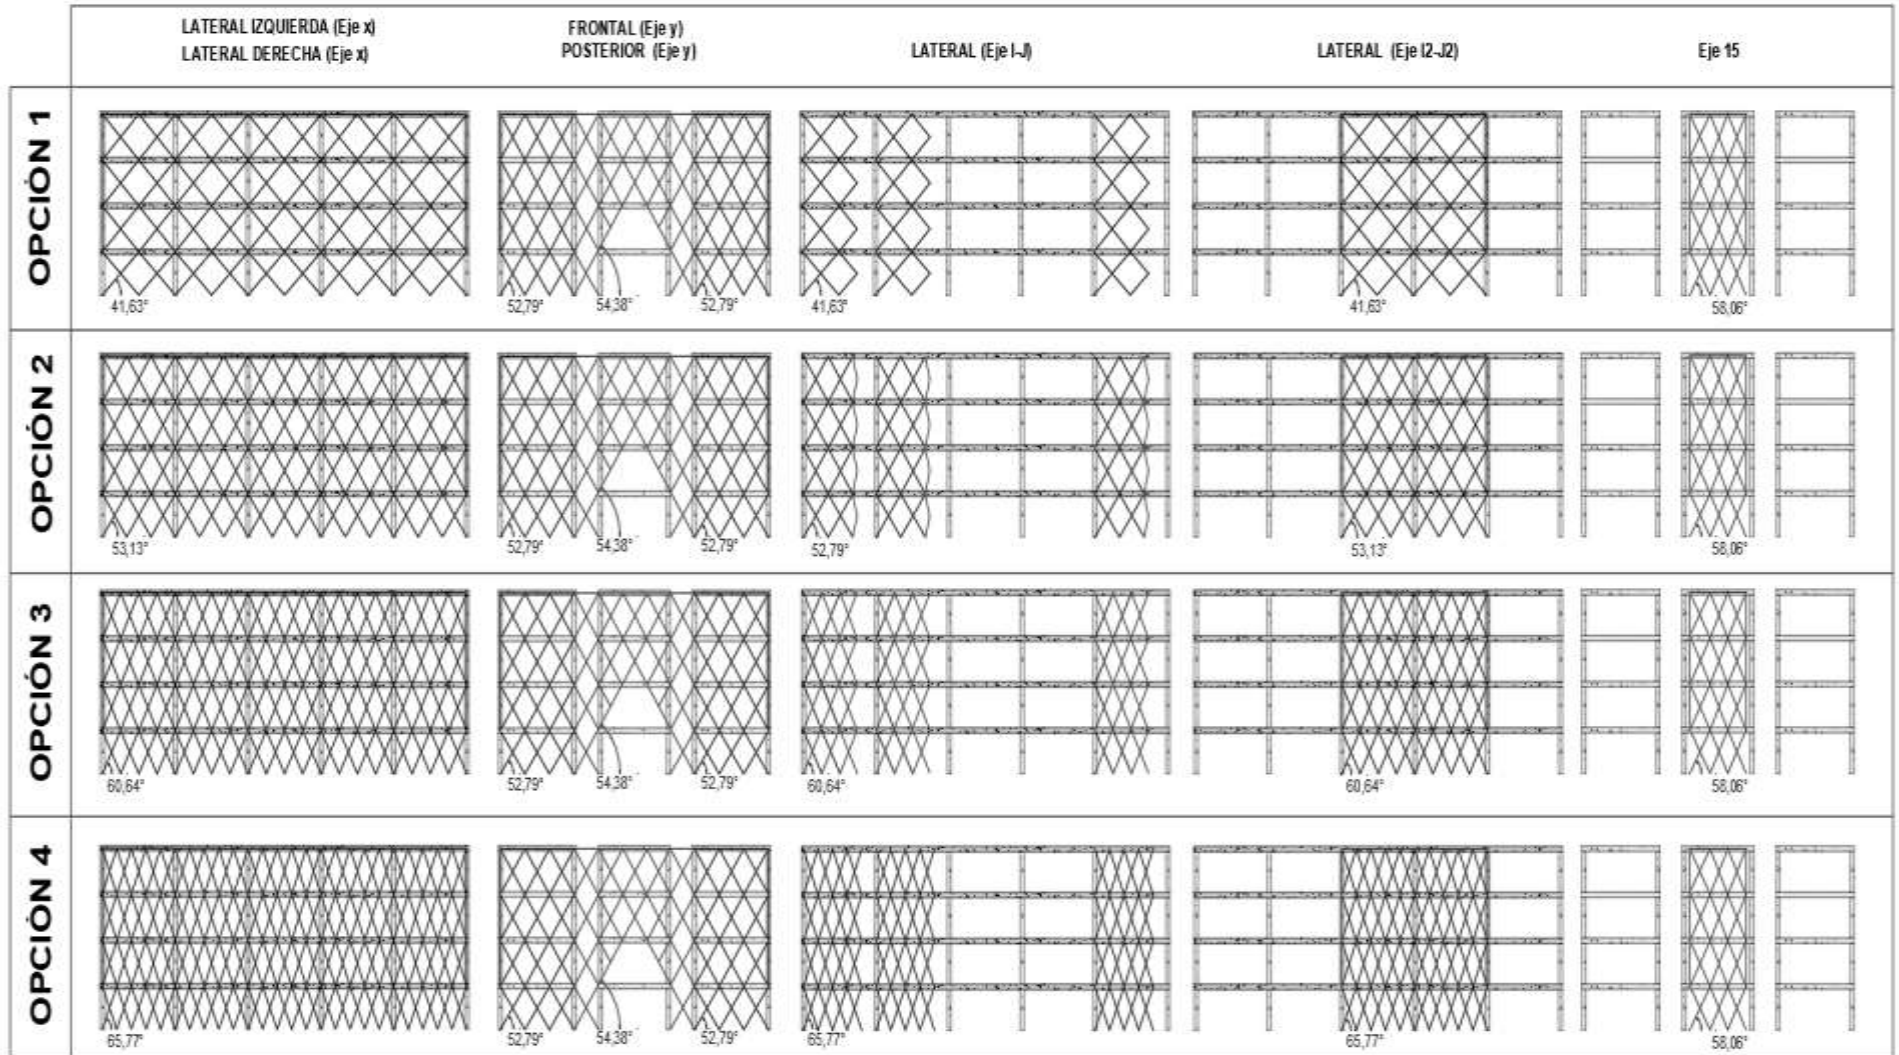 LATERAL IZQUIERDA (Eje x)
LATERAL DERECHA (Eje x)
FRONTAL (Eje y)
POSTERIOR (Eje y)
LATERAL (Eje I-J)
LATERAL (Eje I2-J2)
Eje 15
OPCIÓN 1
41,63°
52,79°
54,38°
52,79°
41,63°
41,63°
58,06°
OPCIÓN 2
53,13°
52,79°
54,38°
52,79°
52,79°
53,13°
58,06°
OPCIÓN 3
60,64°
52,79°
54,38°
52,79°
60,64°
60,64°
58,06°
OPCIÓN 4
65,77°
52,79°
54,38°
52,79°
65,77°
65,77°
58,06°